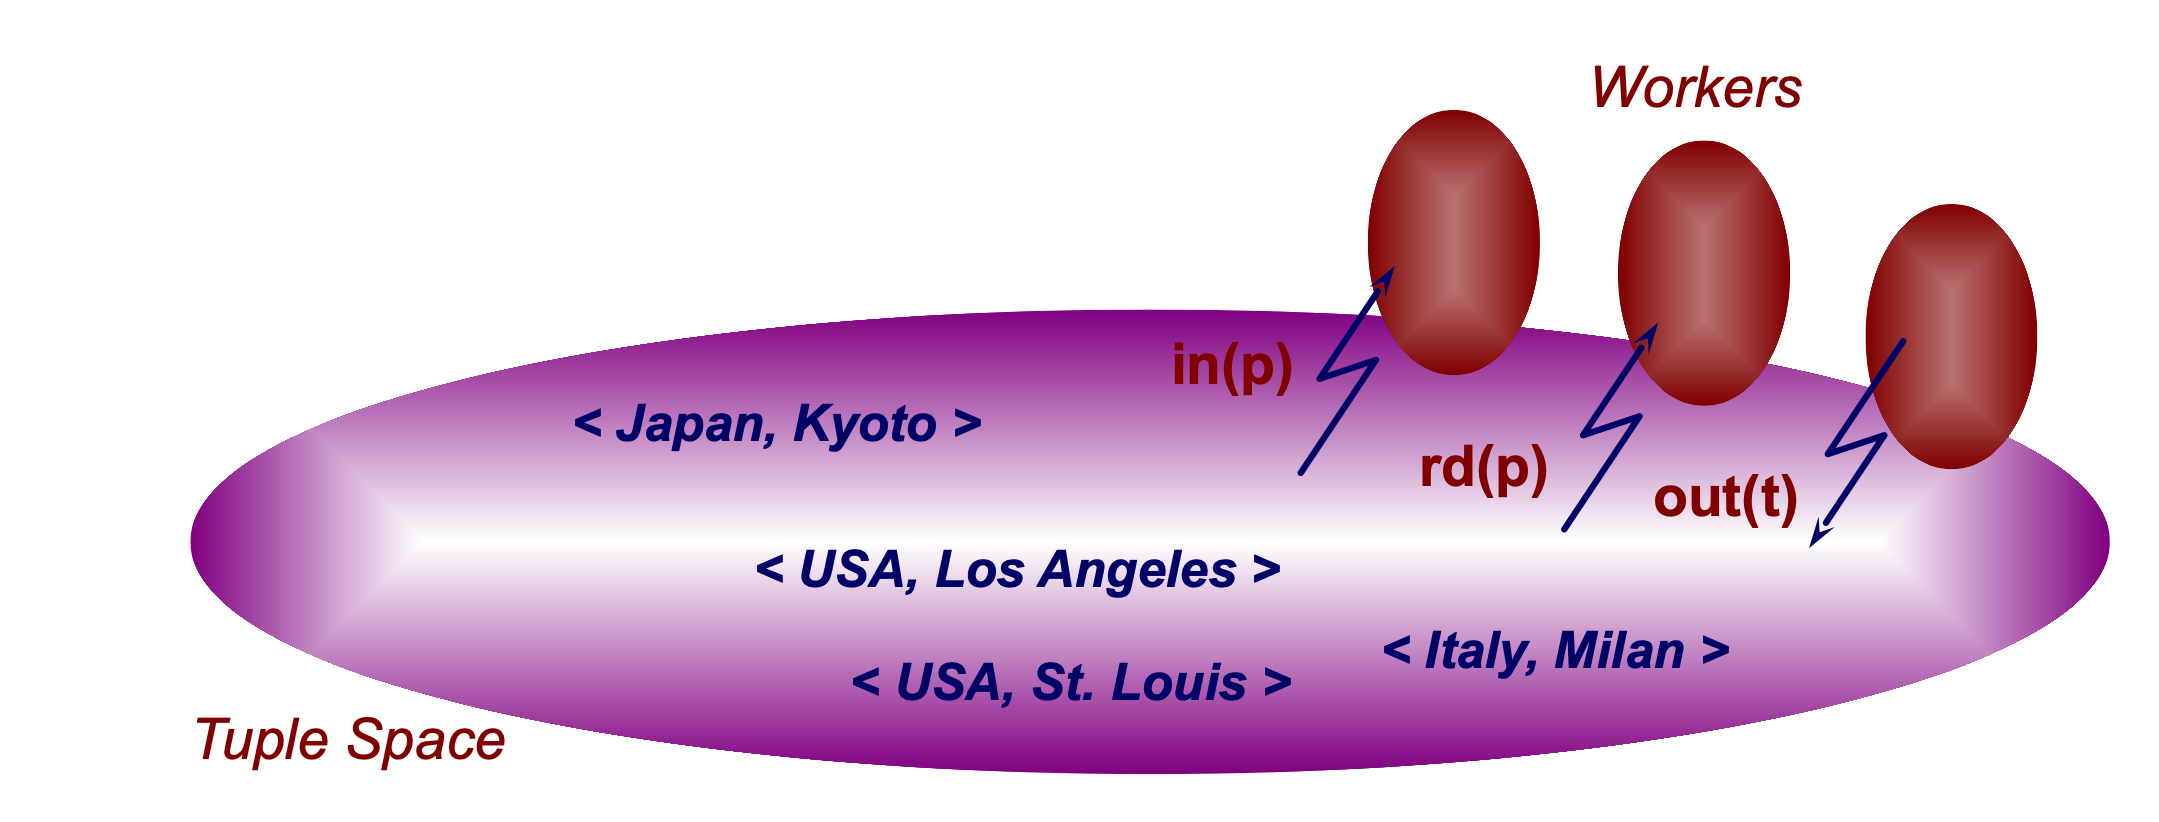 Workers
in(p)
< Japan, Kyoto >
rd(p)
out(t)
< USA, Los Angeles >
< Italy, Milan >
< USA, St. Louis >
Tuple Space